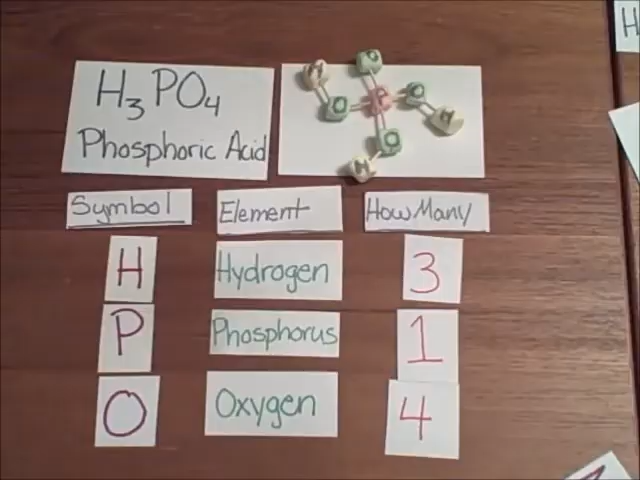 H₃PO₄
Phosphoric Acid
H O P O O H O H
Symbol Element How Many
H Hydrogen 3
P Phosphorus 1
O Oxygen 4
H